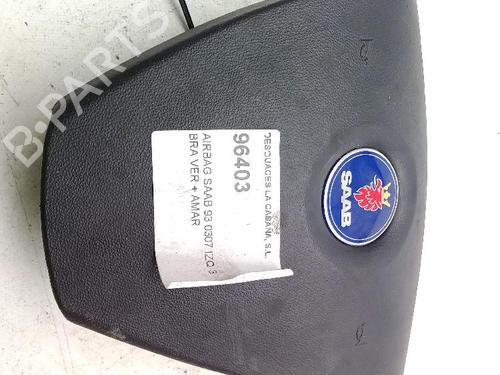 DESGUACES LA CABAÑA, S.L.
96403
AIRBAG SAAB 93 0307 IZQ 3
BRA VER + AMAR
SAAB
B-PARTS